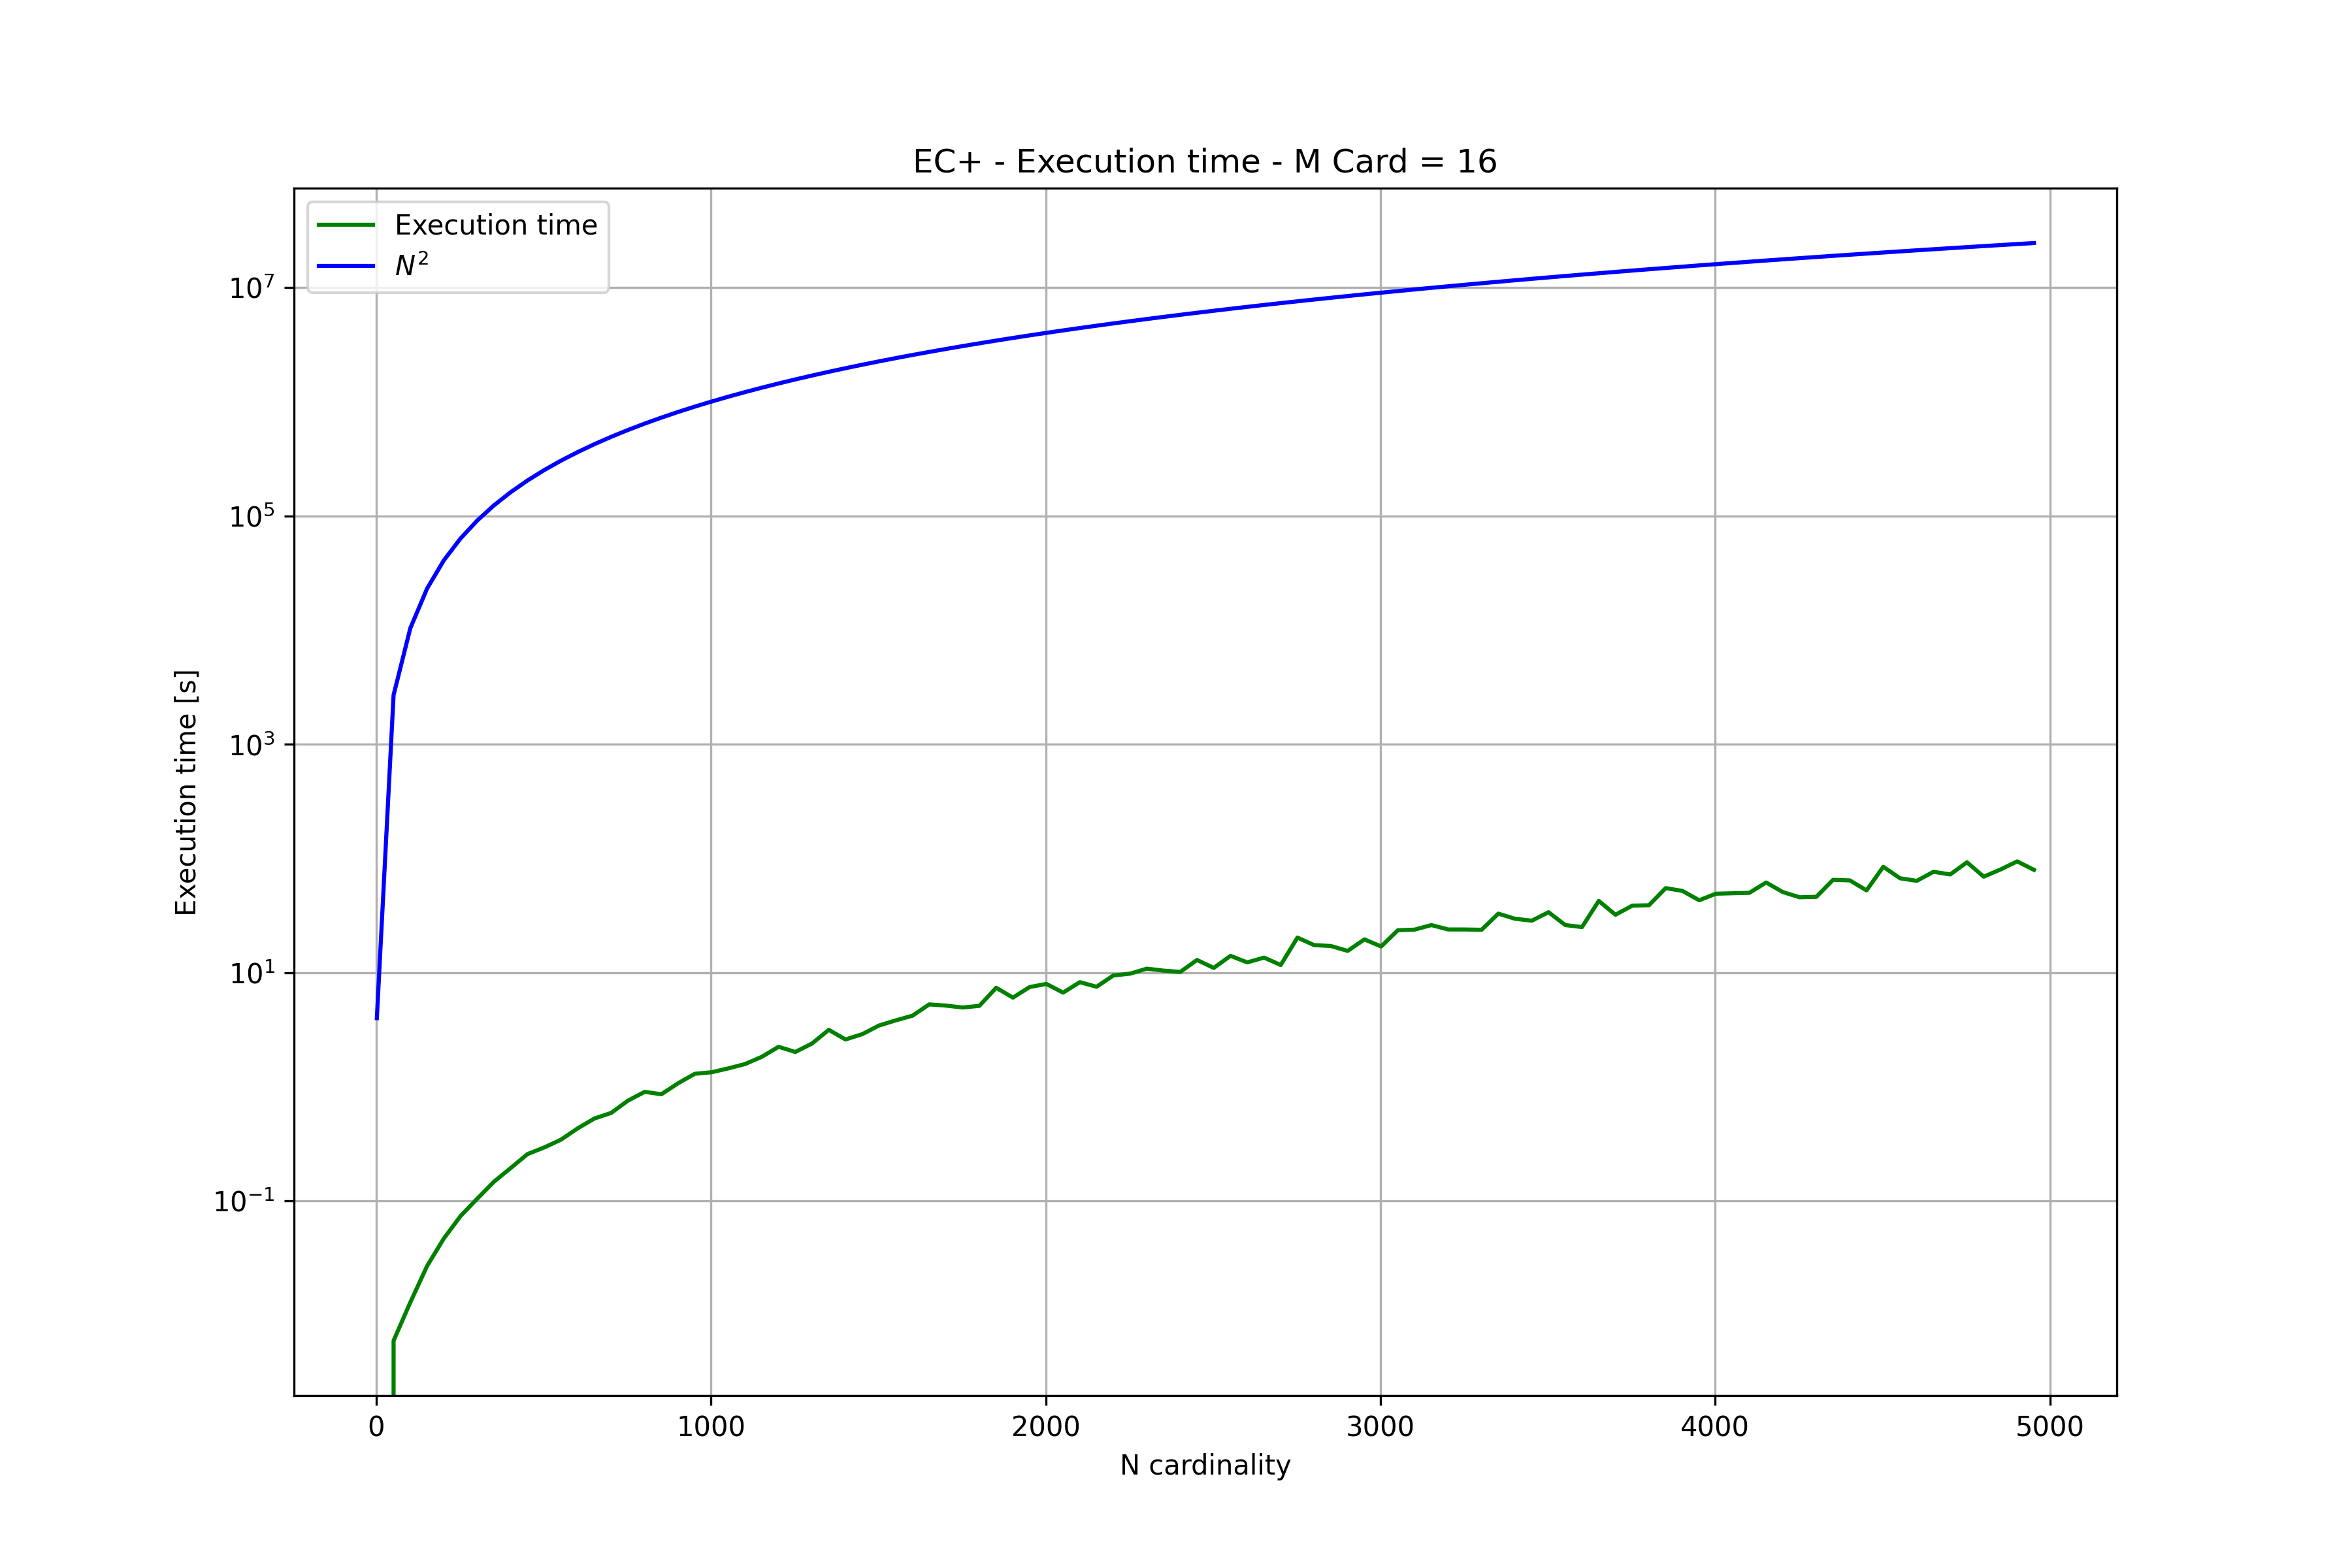 EC+ - Execution time - M Card = 16
Execution time
N²
10⁷
10⁵
10³
10¹
10⁻¹
Execution time [s]
0 1000 2000 3000 4000 5000
N cardinality